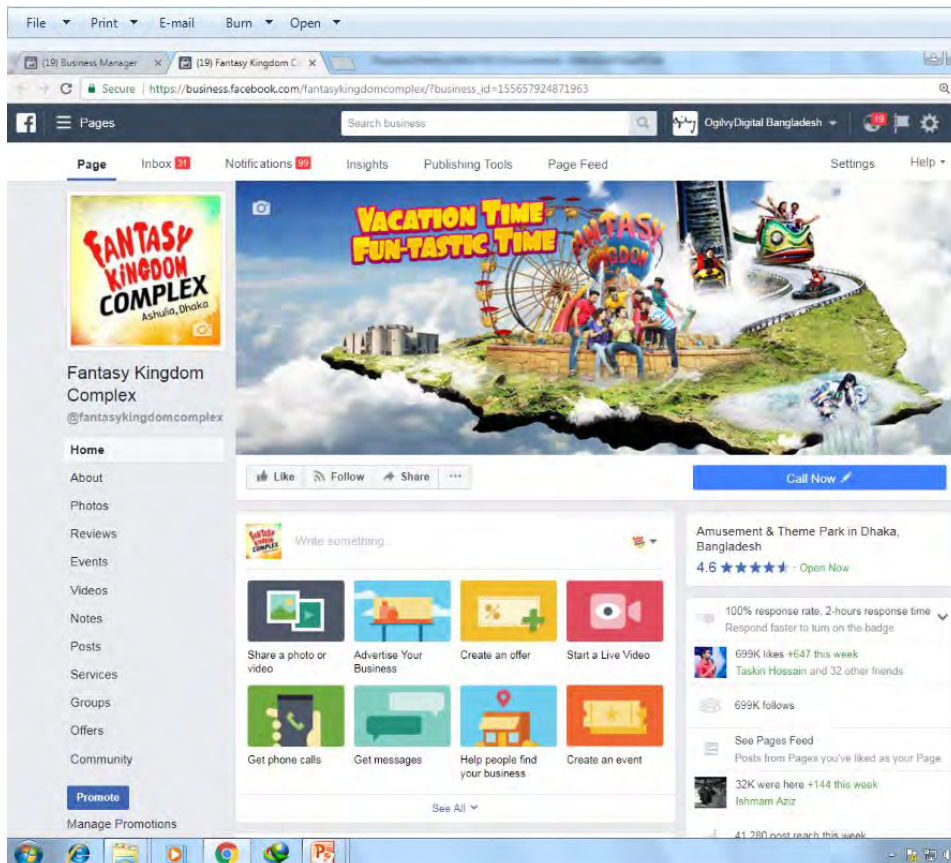 File Print E-mail Burn Open
(19) Business Manager (19) Fantasy Kingdom C
Secure https://business.facebook.com/fantasykingdomcomplex/?business_id=155657924871963
Pages Search business OgilvyDigital Bangladesh 19
Page Inbox 31 Notifications 99 Insights Publishing Tools Page Feed Settings Help
FANTASY
KINGDOM
COMPLEX
Ashulia, Dhaka
VACATION TIME
FUN-TASTIC TIME
FANTASY
KINGDOM
Fantasy Kingdom
Complex
@fantasykingdomcomplex
Home
About
Photos
Reviews
Events
Videos
Notes
Posts
Services
Groups
Offers
Community
Promote
Manage Promotions
Like Follow Share ...
Call Now
Write something...
Share a photo or
video
Advertise Your
Business
Create an offer
Start a Live Video
Get phone calls
Get messages
Help people find
your business
Create an event
See All
Amusement & Theme Park in Dhaka,
Bangladesh
4.6 · Open Now
100% response rate, 2-hours response time
Respond faster to turn on the badge
699K likes +647 this week
Taskin Hossain and 32 other friends
699K follows
See Pages Feed
Posts from Pages you've liked as your Page
32K were here +144 this week
Ishmam Aziz
41,280 post reach this week